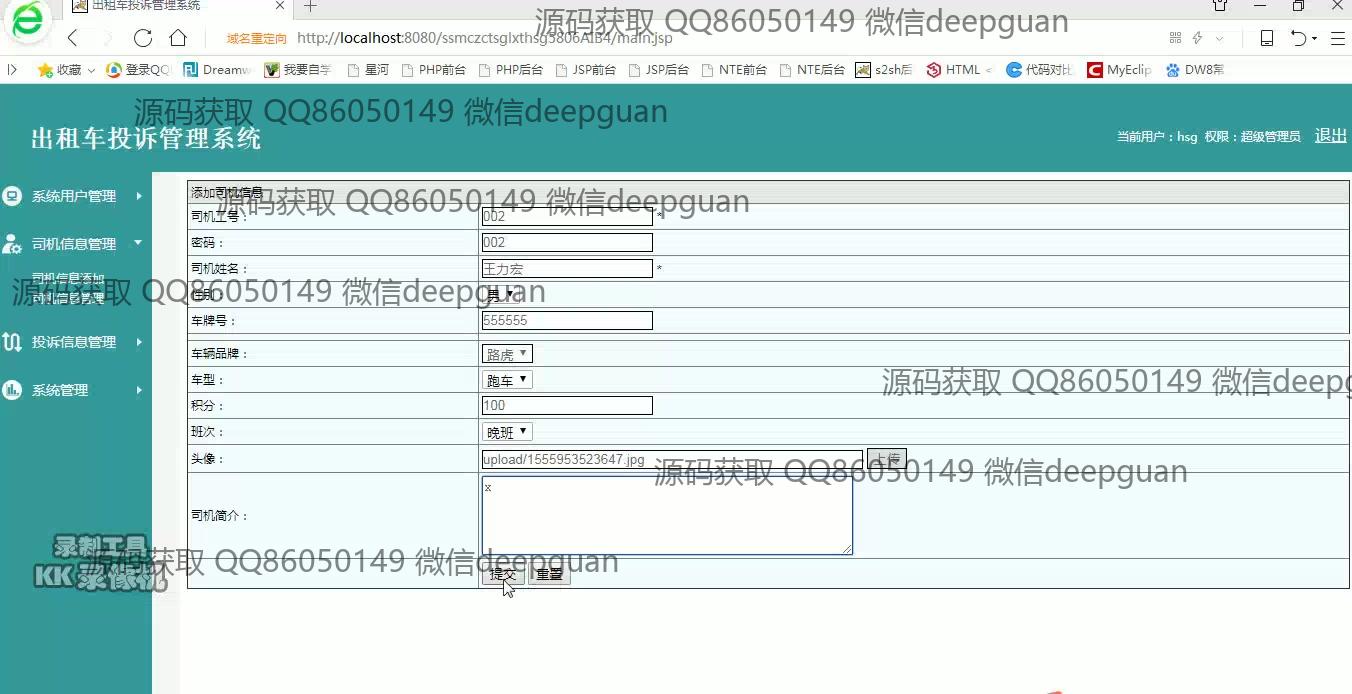 出租车投诉管理系统
源码获取 QQ86050149 微信deepguan
域名重定向 http://localhost:8080/ssmczctsglxthsg5806AIB4/main.jsp
收藏 登录QQ Dreamw 我要自学 星河 PHP前台 PHP后台 JSP前台 JSP后台 NTE前台 NTE后台 s2sh后 HTML 代码对比 MyEclip DW8常
源码获取 QQ86050149 微信deepguan
出租车投诉管理系统
当前用户：hsg 权限：超级管理员 退出
系统用户管理
司机信息管理
司机信息添加
司机信息管理
投诉信息管理
系统管理
添加司机信息
源码获取 QQ86050149 微信deepguan
司机工号： 002 *
密码： 002
司机姓名： 王力宏 *
源码获取 QQ86050149 微信deepguan
性别： 男
车牌号： 555555
车辆品牌： 路虎
车型： 跑车
源码获取 QQ86050149 微信deepg
积分： 100
班次： 晚班
头像： upload/1555953523647.jpg 上传
源码获取 QQ86050149 微信deepguan
x
司机简介：
录制工具
KK录像机
源码获取 QQ86050149 微信deepguan
提交 重置